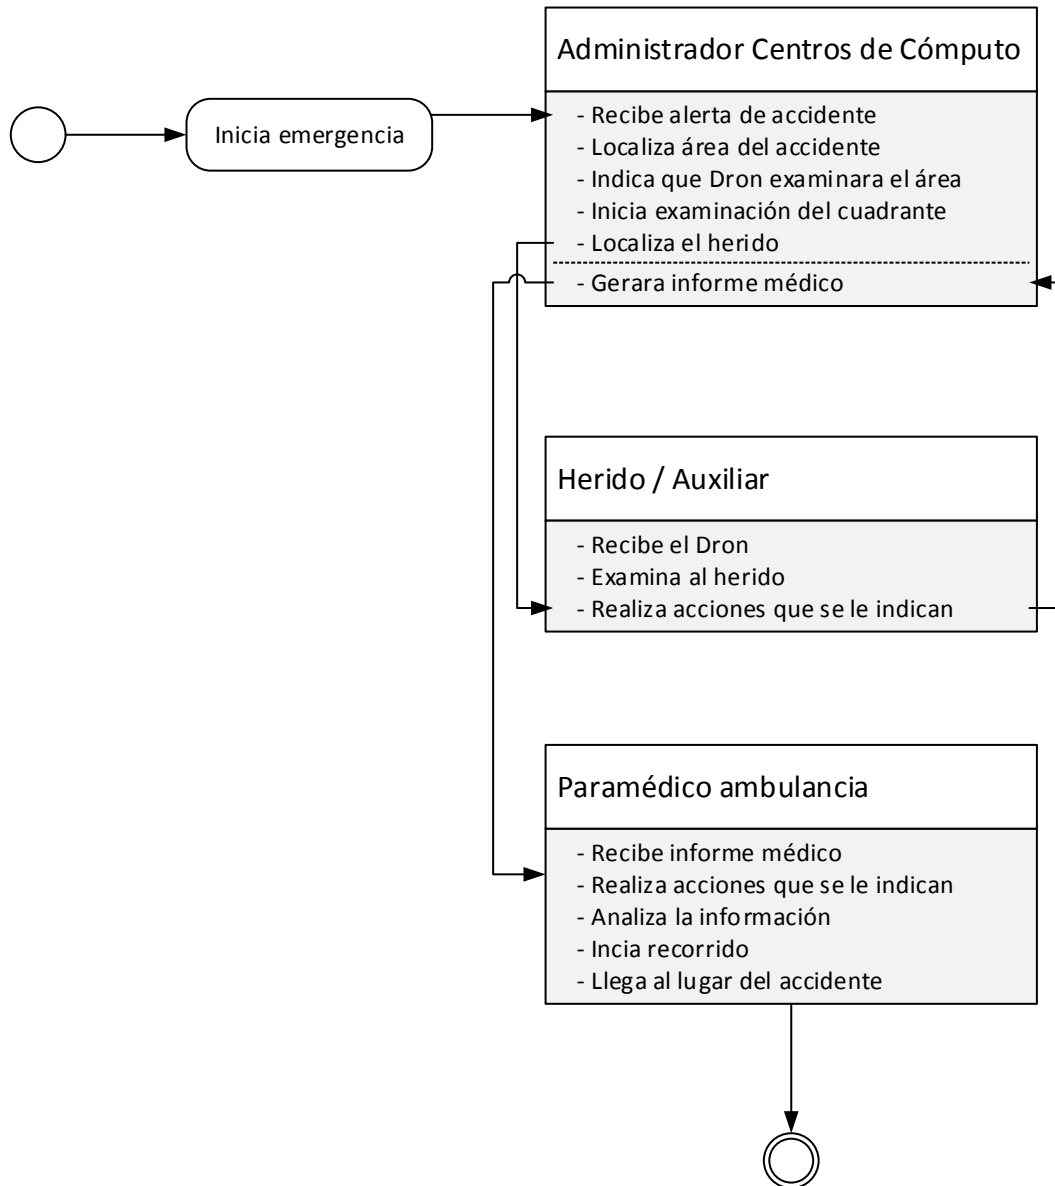 Administrador Centros de Cómputo
Inicia emergencia
- Recibe alerta de accidente
- Localiza área del accidente
- Indica que Dron examinara el área
- Inicia examinación del cuadrante
- Localiza el herido
- Gerara informe médico
Herido / Auxiliar
- Recibe el Dron
- Examina al herido
- Realiza acciones que se le indican
Paramédico ambulancia
- Recibe informe médico
- Realiza acciones que se le indican
- Analiza la información
- Incia recorrido
- Llega al lugar del accidente